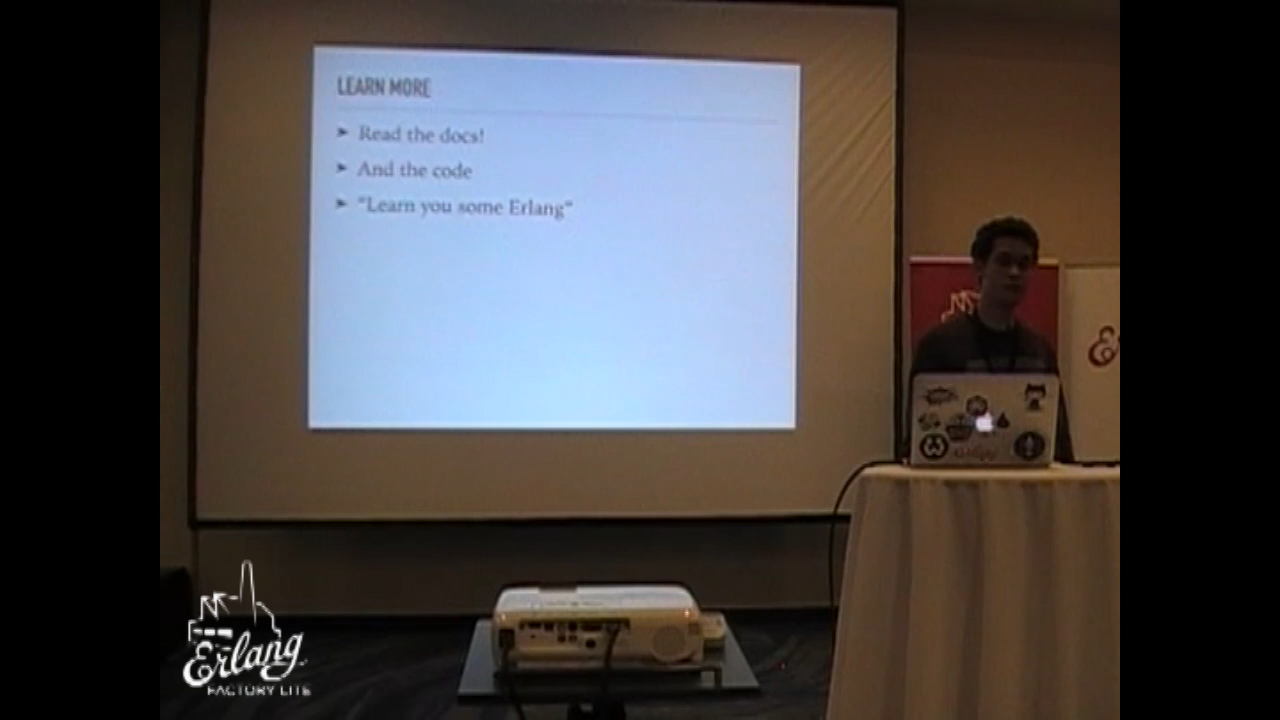 LEARN MORE
➤ Read the docs!
➤ And the code
➤ "Learn you some Erlang"
Erlang
FACTORY LITE